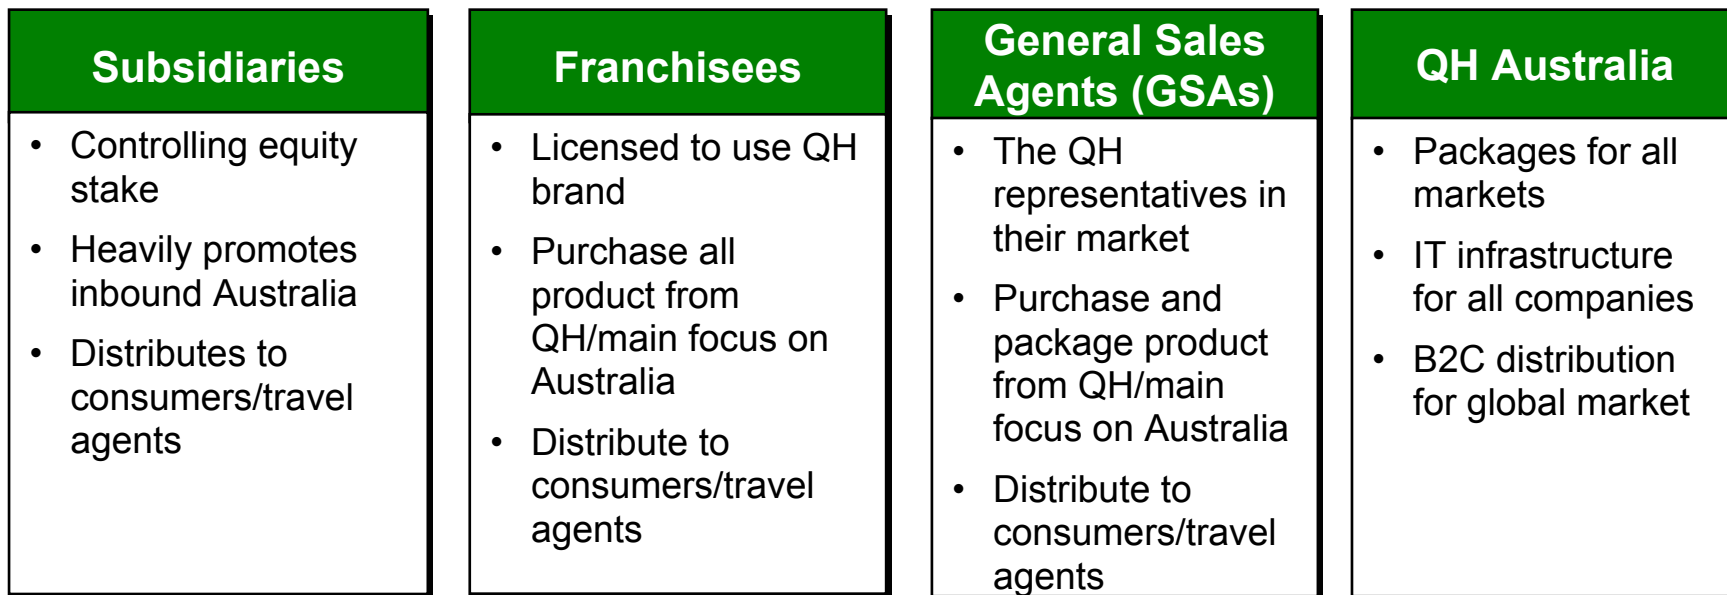 Subsidiaries
• Controlling equity
stake
• Heavily promotes
inbound Australia
• Distributes to
consumers/travel
agents
Franchisees
• Licensed to use QH
brand
• Purchase all
product from
QH/main focus on
Australia
• Distribute to
consumers/travel
agents
General Sales
Agents (GSAs)
• The QH
representatives in
their market
• Purchase and
package product
from QH/main
focus on Australia
• Distribute to
consumers/travel
agents
QH Australia
• Packages for all
markets
• IT infrastructure
for all companies
• B2C distribution
for global market